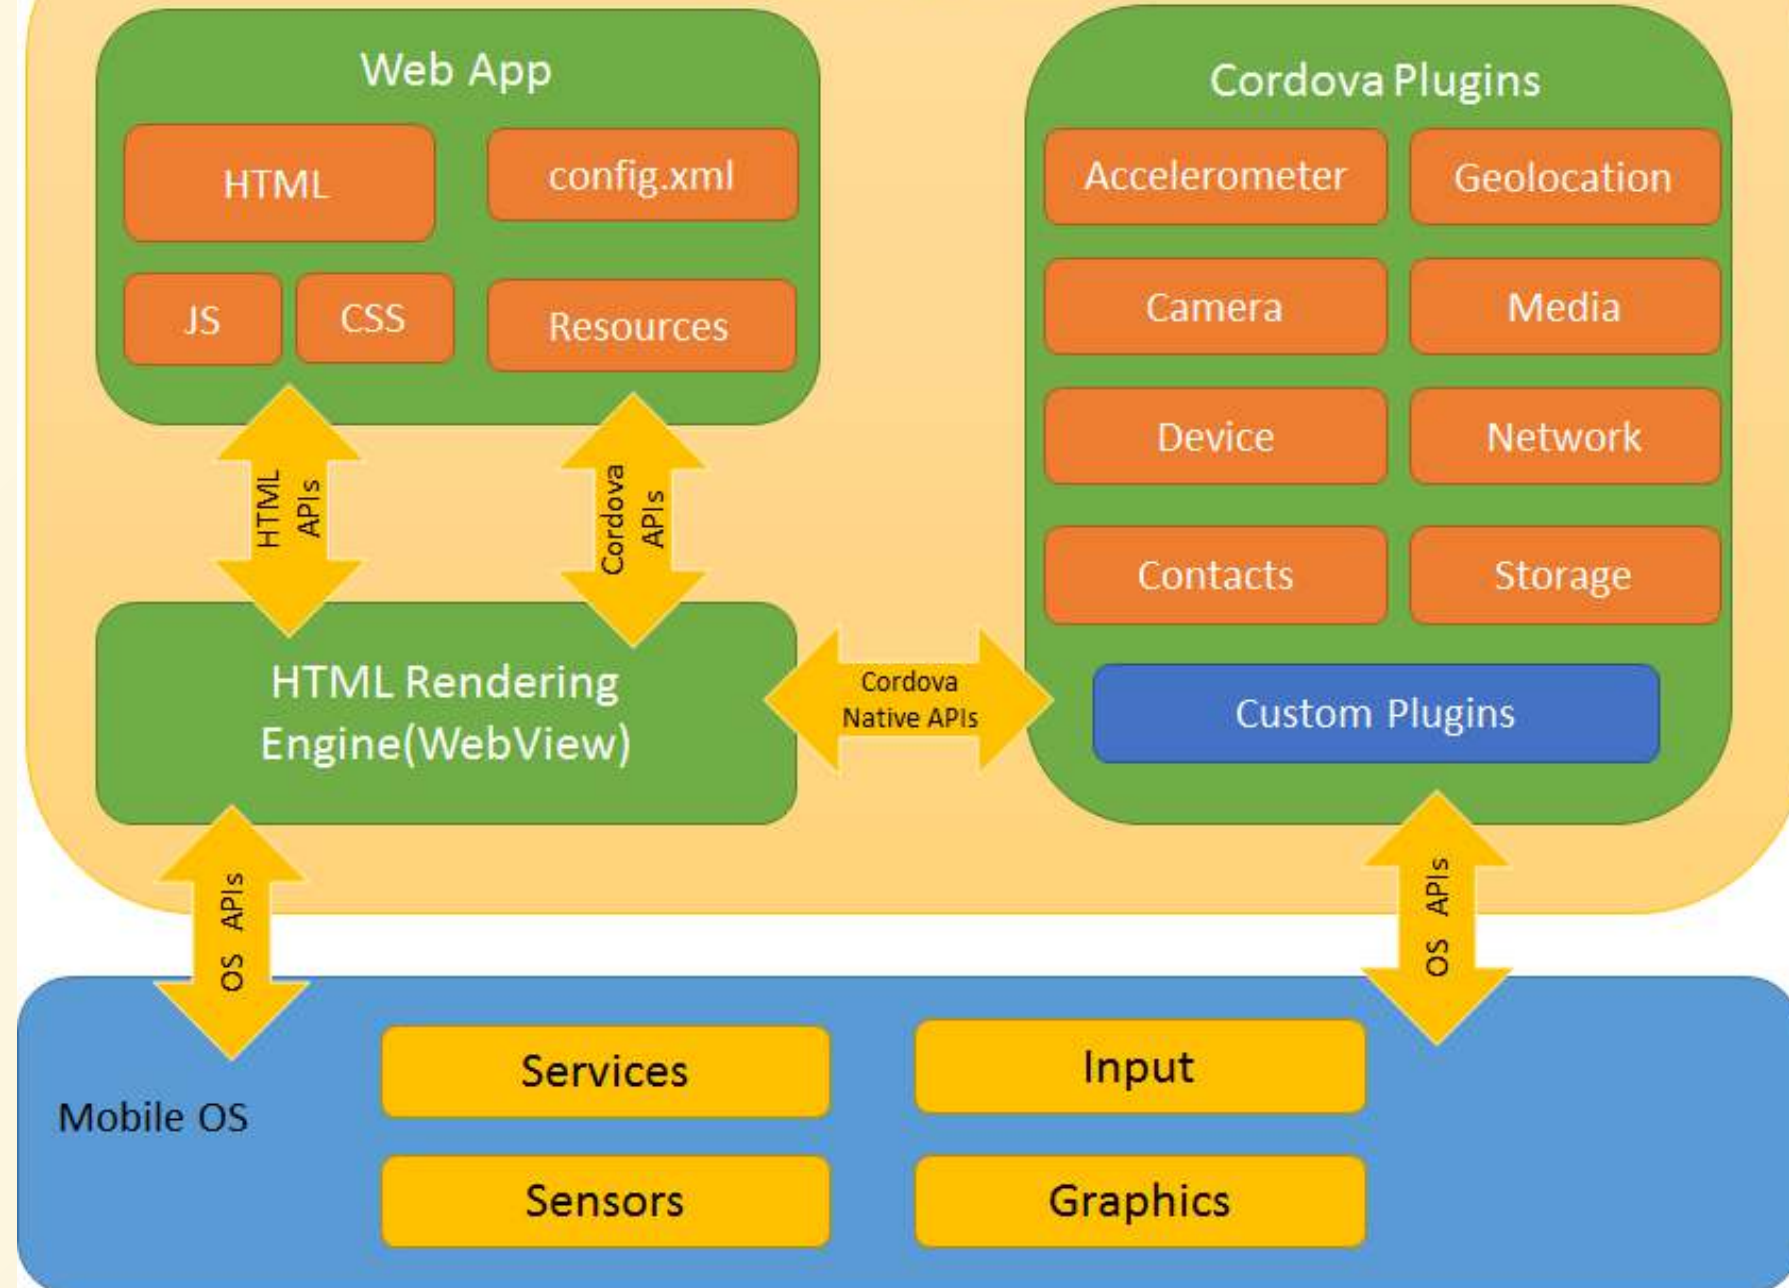 Web App
HTML
config.xml
JS
CSS
Resources
HTML
APIs
Cordova
APIs
HTML Rendering
Engine(WebView)
Cordova
Native APIs
Cordova Plugins
Accelerometer
Geolocation
Camera
Media
Device
Network
Contacts
Storage
Custom Plugins
OS APIs
OS APIs
Mobile OS
Services
Input
Sensors
Graphics